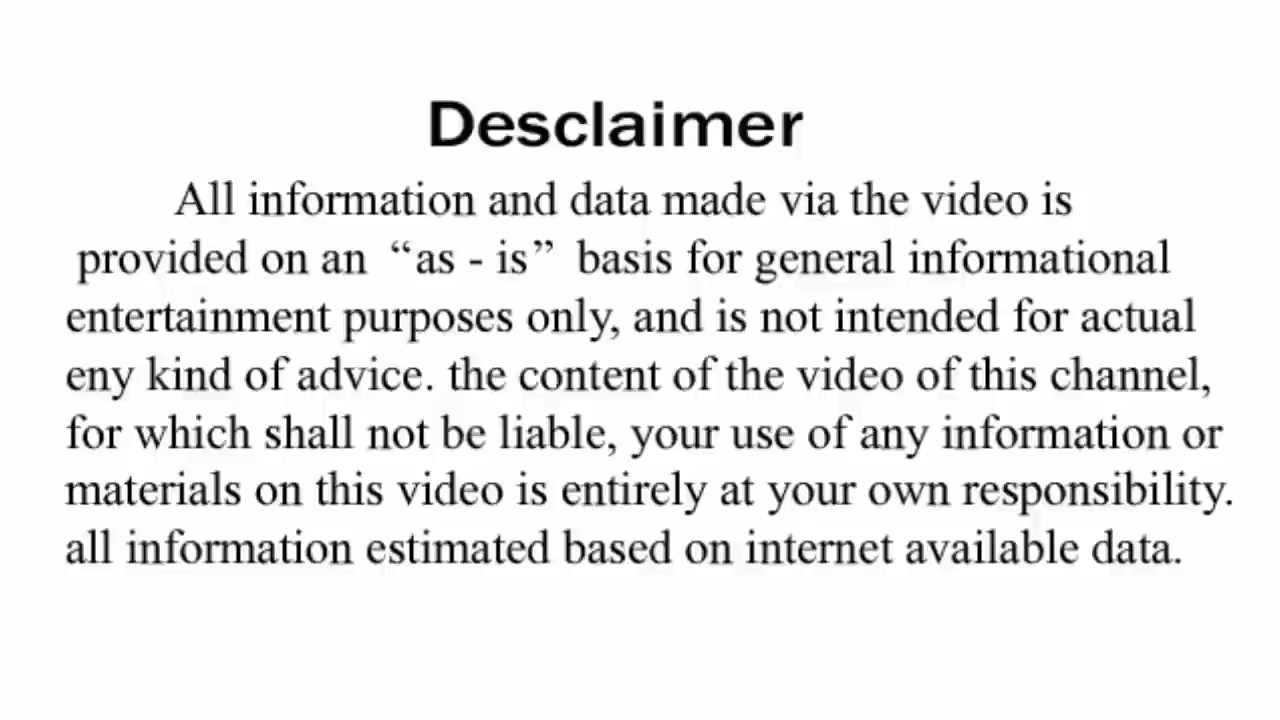 Desclaimer
All information and data made via the video is
provided on an “as - is” basis for general informational
entertainment purposes only, and is not intended for actual
eny kind of advice. the content of the video of this channel,
for which shall not be liable, your use of any information or
materials on this video is entirely at your own responsibility.
all information estimated based on internet available data.